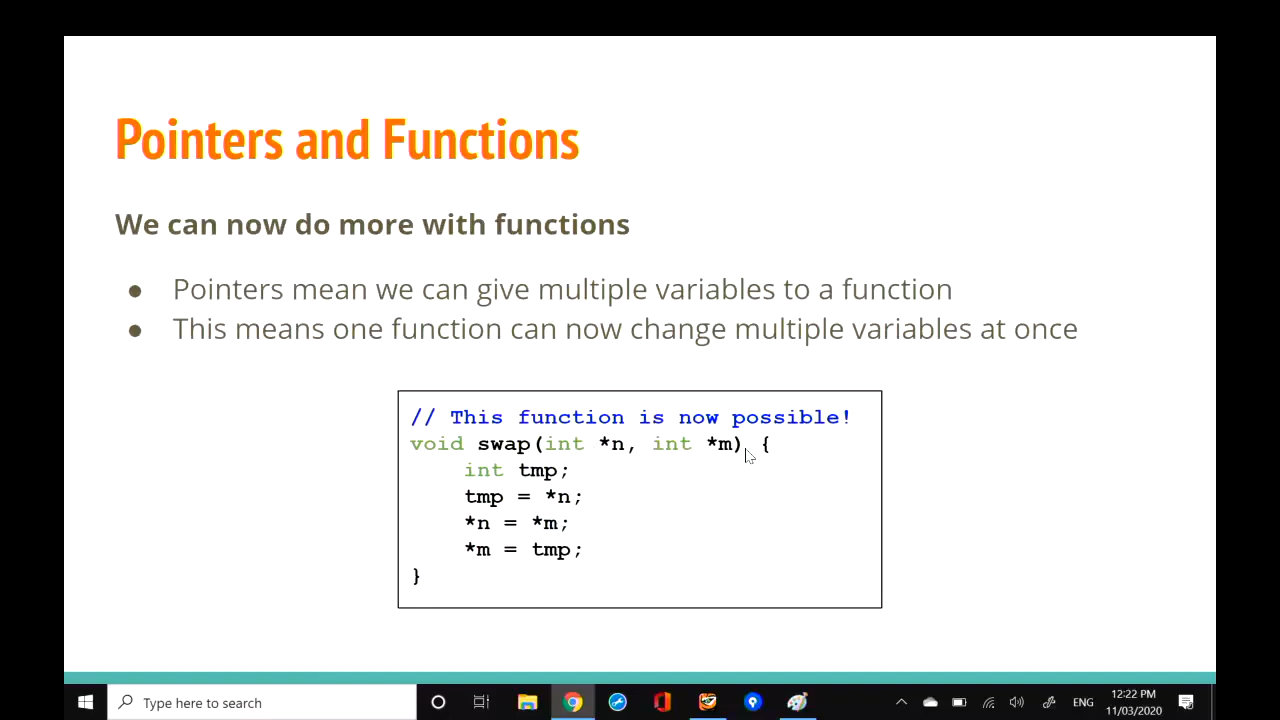 Pointers and Functions
We can now do more with functions
● Pointers mean we can give multiple variables to a function
● This means one function can now change multiple variables at once
// This function is now possible!
void swap(int *n, int *m) {
    int tmp;
    tmp = *n;
    *n = *m;
    *m = tmp;
}
Type here to search
ENG
12:22 PM
11/03/2020